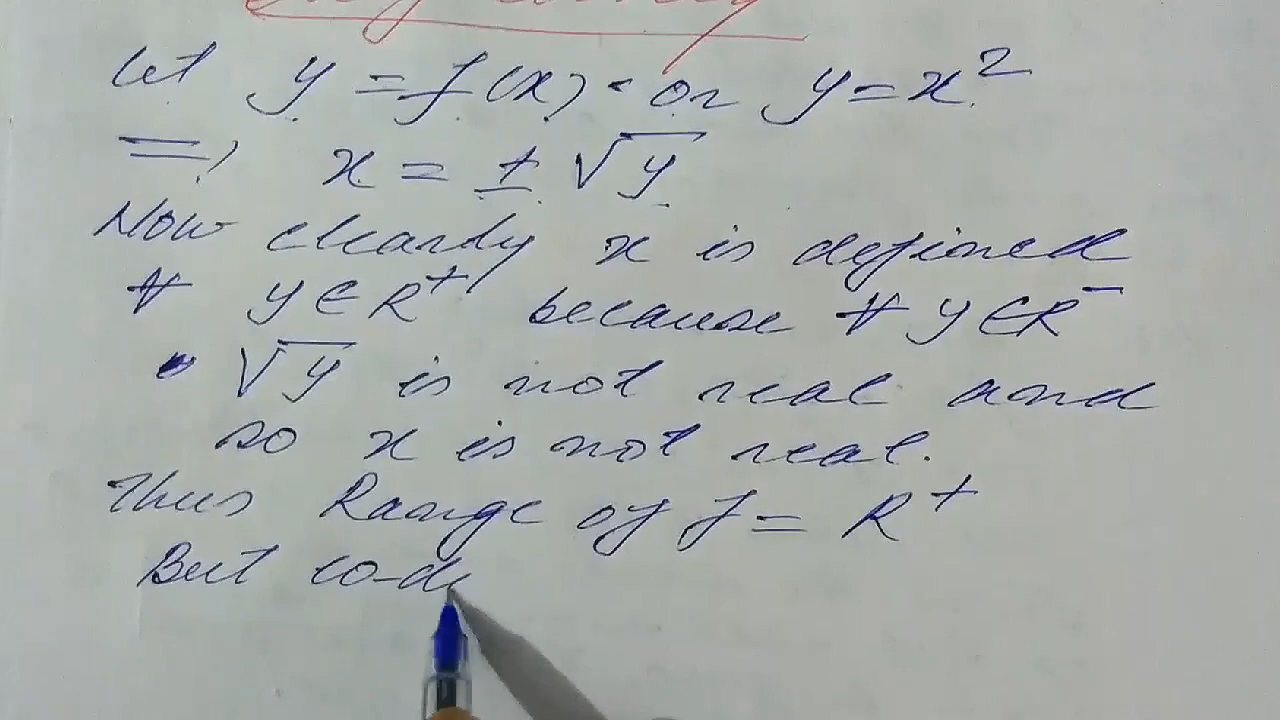 Let y = f(x) or y = x²
⇒ x = ± √y
Now clearly x is defined
∀ y ∈ R⁺ because ∀ y ∈ R⁻
√y is not real and
so x is not real.
Thus Range of f = R⁺
But co-do